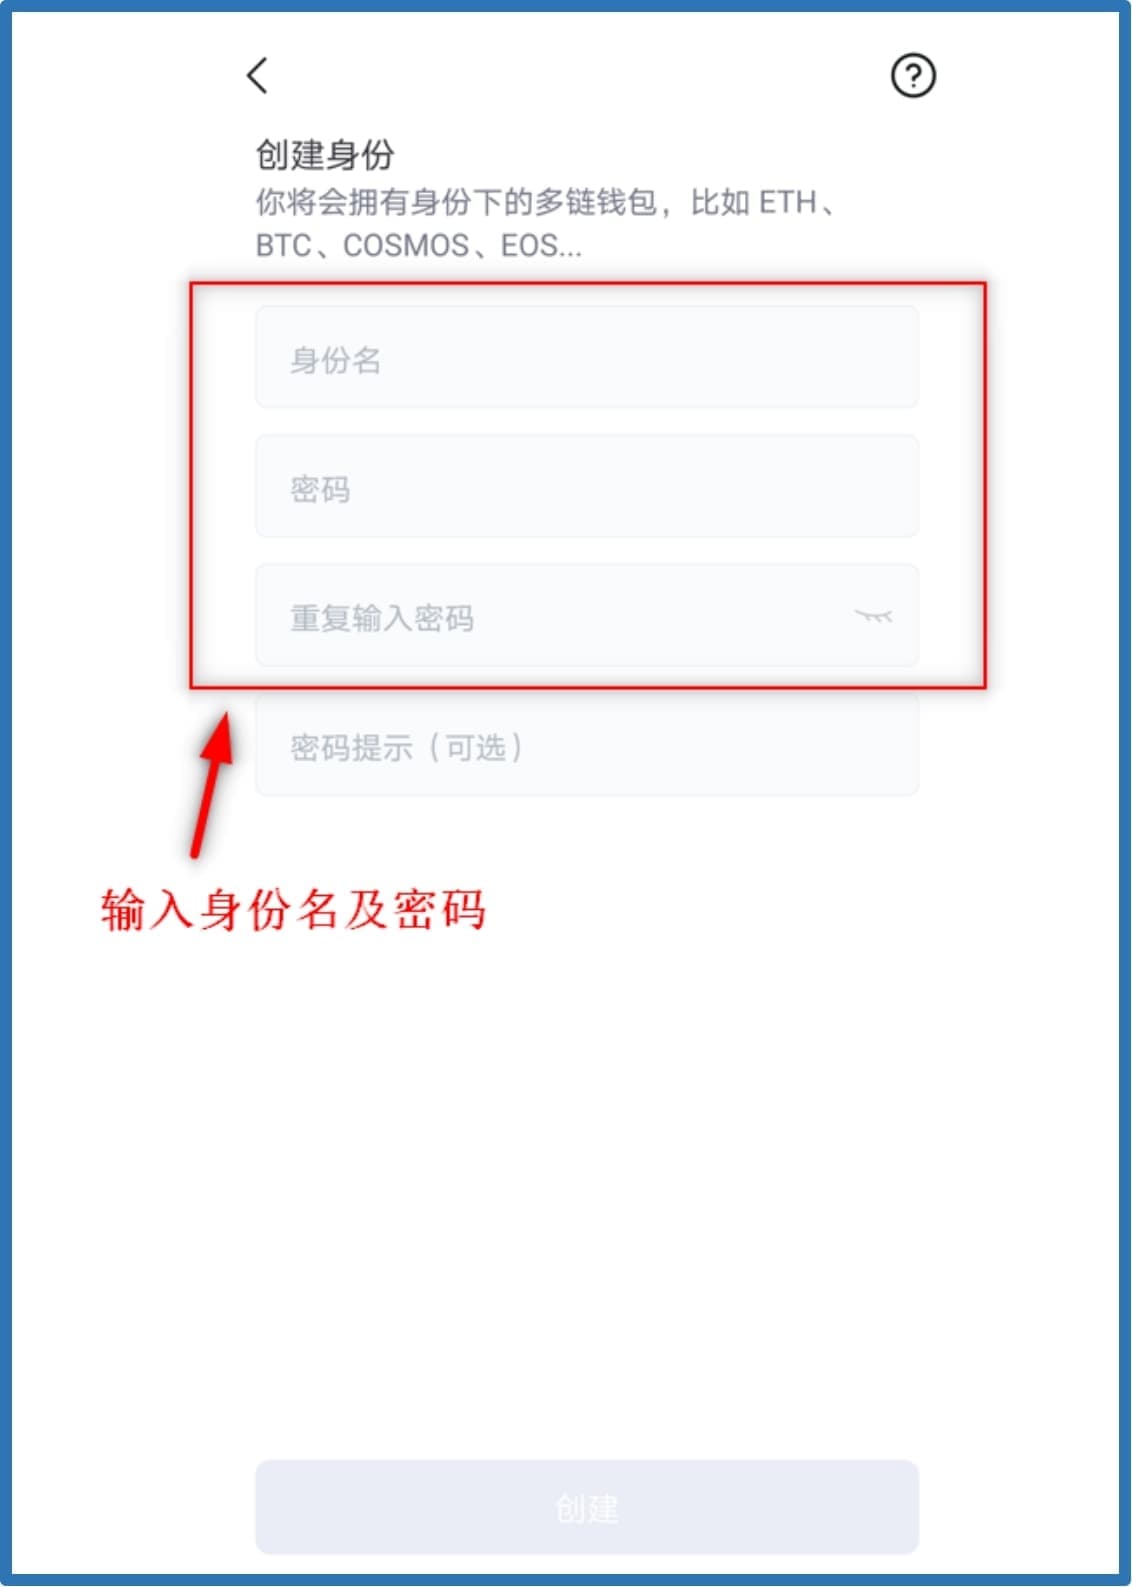 创建身份
你将会拥有身份下的多链钱包，比如 ETH、
BTC、COSMOS、EOS...
身份名
密码
重复输入密码
密码提示（可选）
输入身份名及密码
创建